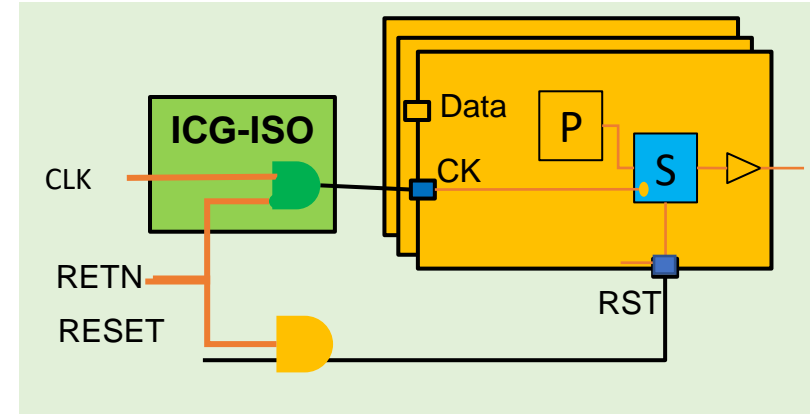 ICG-ISO
Data
P
CLK
CK
S
RETN
RST
RESET